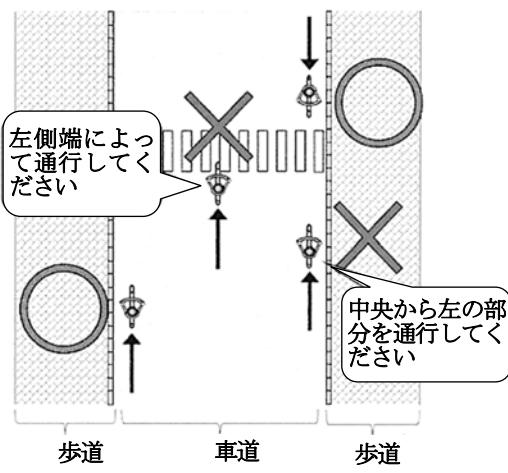 左側端によっ
て通行してく
ださい
中央から左の部
分を通行してく
ださい
歩道
車道
歩道